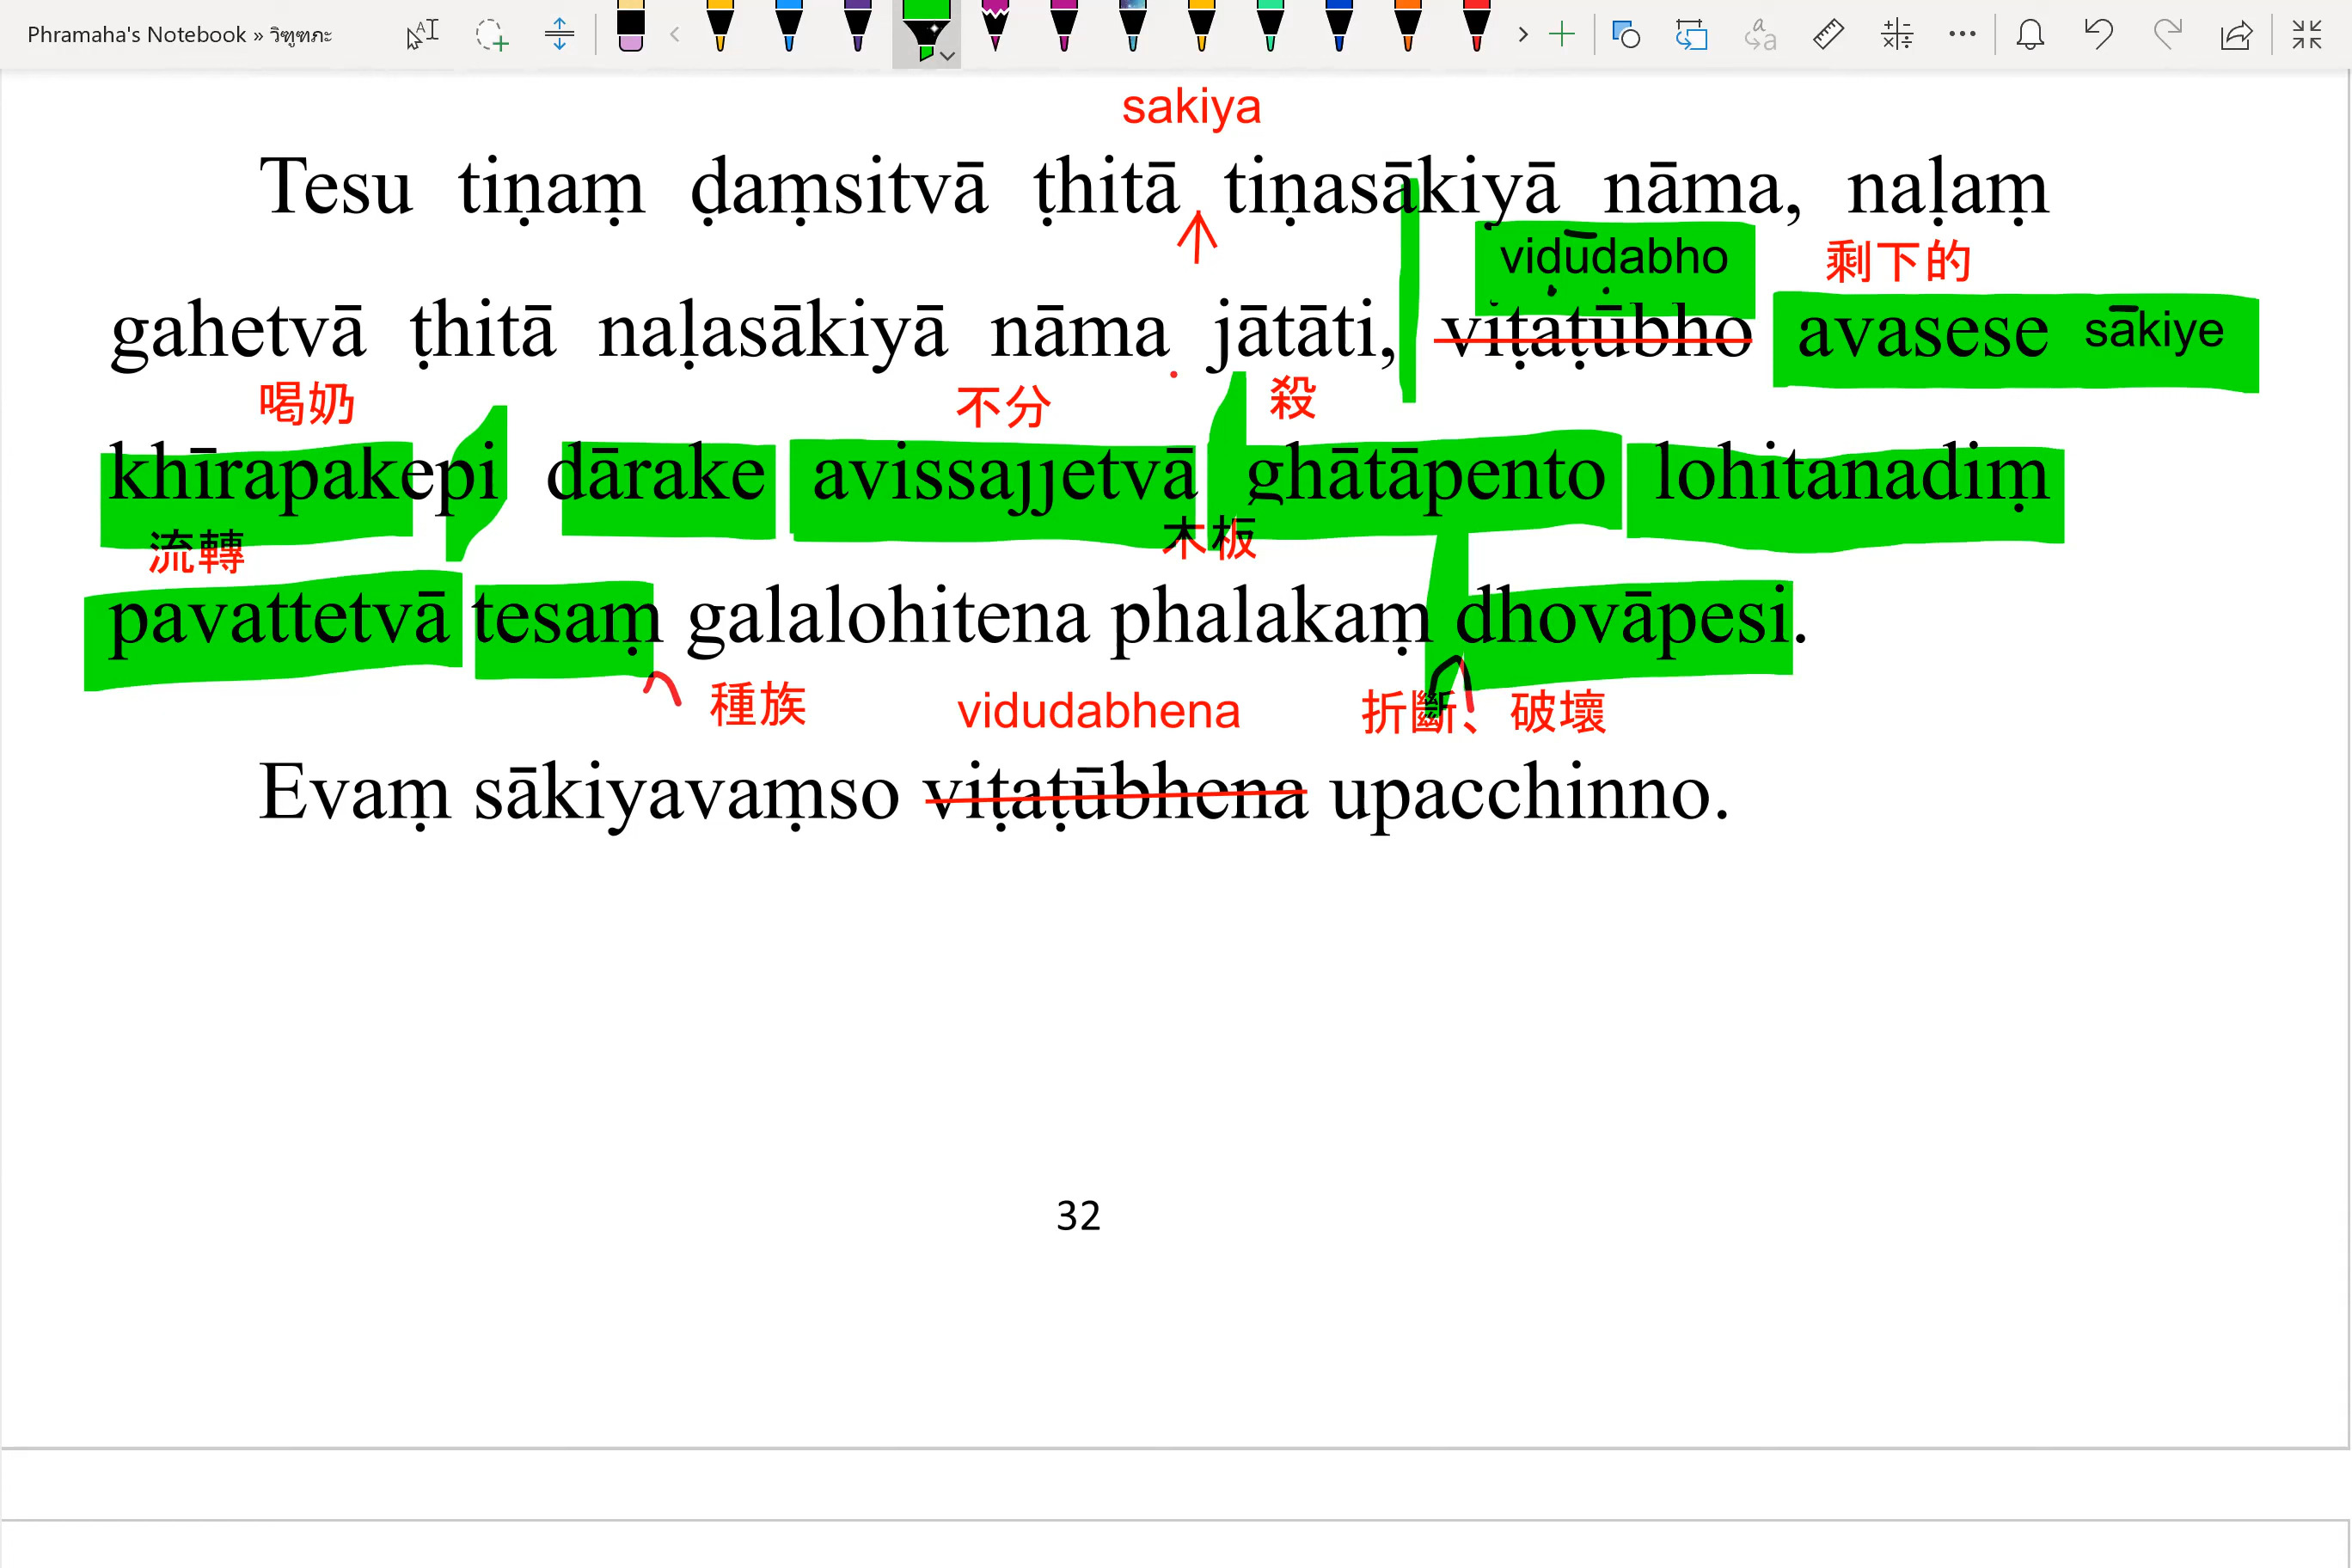 Phramaha's Notebook » วิฑูฑภะ
sakiya
Tesu tiṇaṃ ḍaṃsitvā ṭhitā tiṇasākiyā nāma, naḷaṃ
viḍūḍabho 剩下的
gahetvā ṭhitā naḷasākiyā nāma jātāti, viṭaṭūbho avasese sākiye
喝奶 不分 殺
khīrapakepi dārake avissajjetvā ghātāpento lohitanadiṃ
流轉 木板
pavattetvā tesaṃ galalohitena phalakaṃ dhovāpesi.
種族 vidudabhena 折斷、破壞
Evaṃ sākiyavaṃso viṭaṭūbhena upacchinno.
32